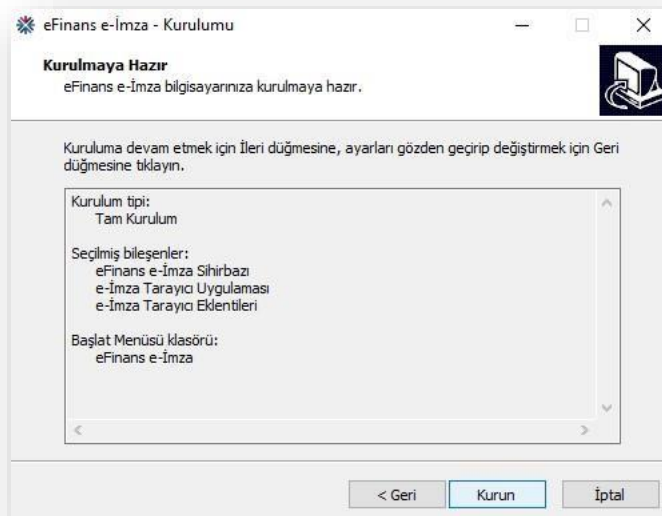 eFinans e-İmza - Kurulumu
Kurulmaya Hazır
eFinans e-İmza bilgisayarınıza kurulmaya hazır.
Kuruluma devam etmek için İleri düğmesine, ayarları gözden geçirip değiştirmek için Geri
düğmesine tıklayın.
Kurulum tipi:
Tam Kurulum
Seçilmiş bileşenler:
eFinans e-İmza Sihirbazı
e-İmza Tarayıcı Uygulaması
e-İmza Tarayıcı Eklentileri
Başlat Menüsü klasörü:
eFinans e-İmza
< Geri
Kurun
İptal